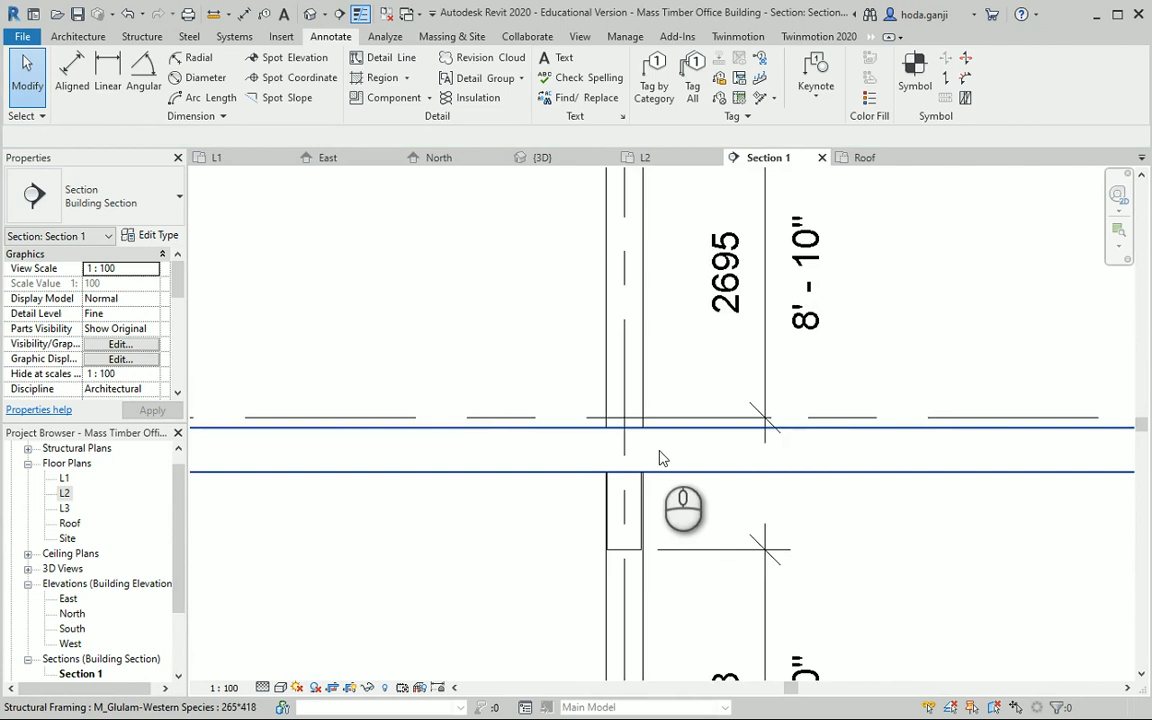 Autodesk Revit 2020 - Educational Version - Mass Timber Office Building - Section: Section...
hoda.ganji
File Architecture Structure Steel Systems Insert Annotate Analyze Massing & Site Collaborate View Manage Add-Ins Twinmotion Twinmotion 2020
Modify
Aligned Linear Angular
Radial
Diameter
Arc Length
Spot Elevation
Spot Coordinate
Spot Slope
Detail Line
Region
Component
Revision Cloud
Detail Group
Insulation
Text
Check Spelling
Find/ Replace
Tag by Category
Tag All
Keynote
Symbol
Select Dimension Detail Text Tag Color Fill Symbol
Properties
L1 East North {3D} L2 Section 1 Roof
Section
Building Section
Section: Section 1 Edit Type
Graphics
View Scale 1 : 100
Scale Value 1: 100
Display Model Normal
Detail Level Fine
Parts Visibility Show Original
Visibility/Grap... Edit...
Graphic Displ... Edit...
Hide at scales ... 1 : 100
Discipline Architectural
Properties help Apply
Project Browser - Mass Timber Offi...
Structural Plans
Floor Plans
L1
L2
L3
Roof
Site
Ceiling Plans
3D Views
Elevations (Building Elevation
East
North
South
West
Sections (Building Section)
Section 1
2695
8' - 10"
1 : 100
Structural Framing : M_Glulam-Western Species : 265*418
:0
Main Model
:0